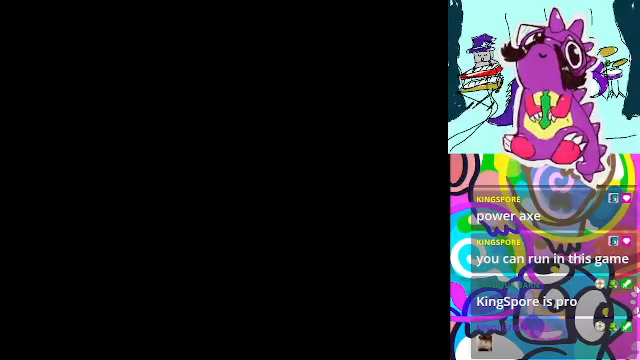 KINGSPORE
power axe
KINGSPORE
you can run in this game
KingSpore is pro